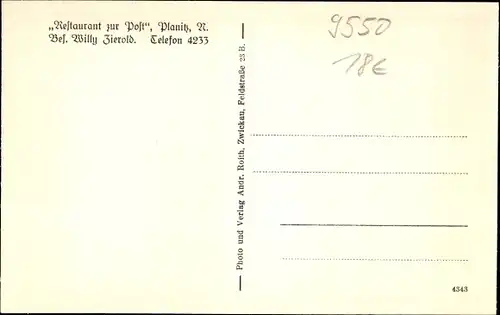 „Restaurant zur Post“, Planitz, N.
Bes. Willy Zierold. Telefon 4233
Photo und Verlag Andr. Roith, Zwickau, Feldstraße 23 B.
9550
18€
4343